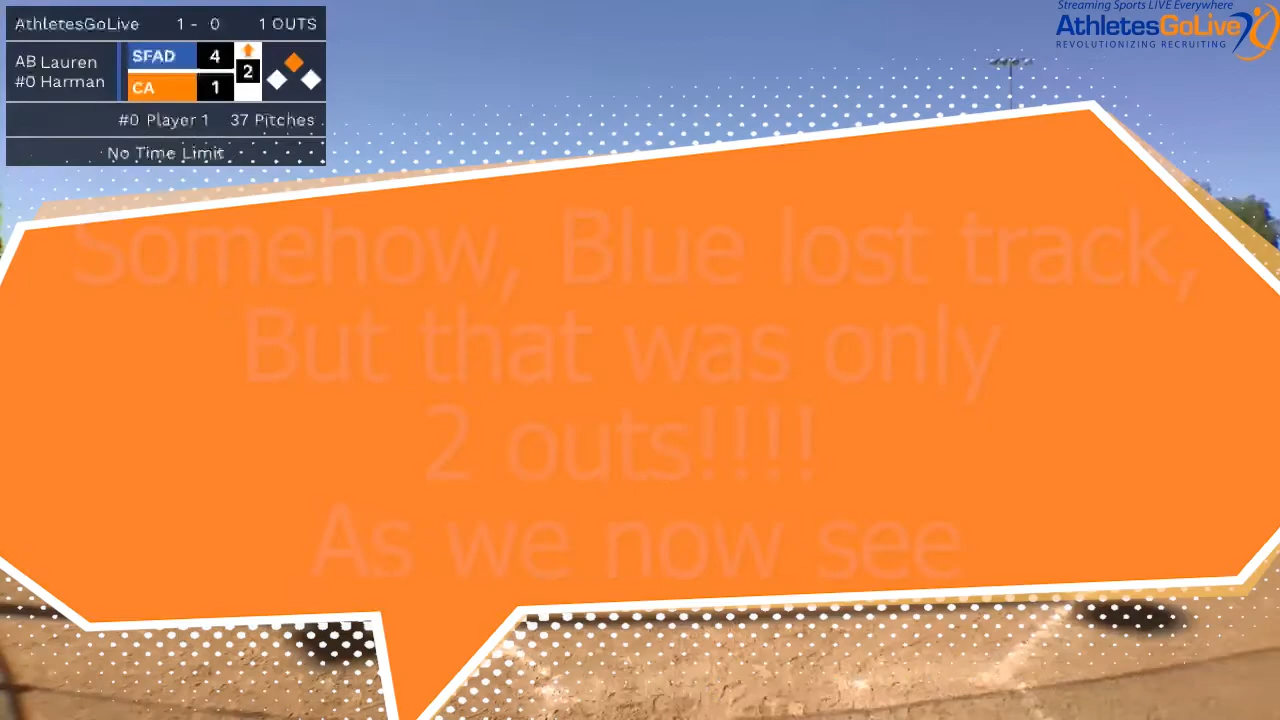 AthletesGoLive 1 - 0 1 OUTS
AB Lauren
#0 Harman
SFAD 4
CA 1
2
#0 Player 1 37 Pitches
No Time Limit
Streaming Sports LIVE Everywhere
AthletesGoLive
REVOLUTIONIZING RECRUITING
Somehow, Blue lost track,
But that was only
2 outs!!!!
As we now see